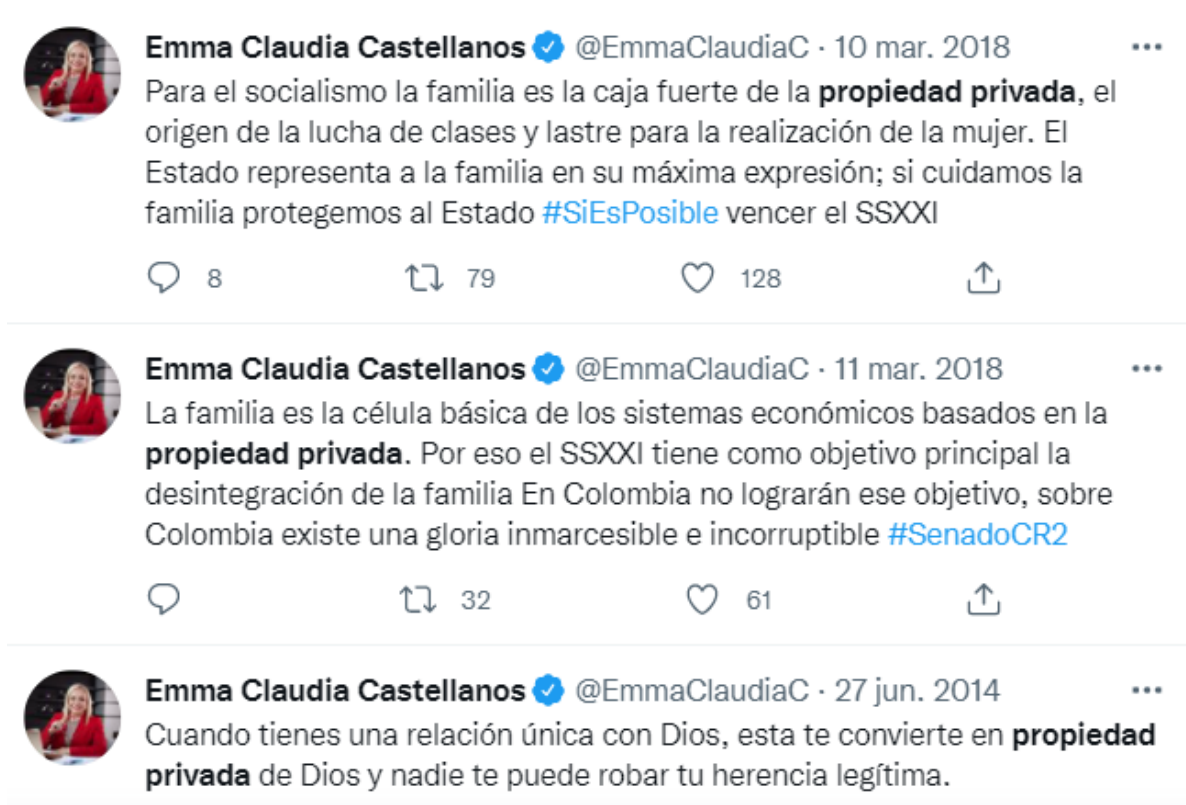 Emma Claudia Castellanos @EmmaClaudiaC · 10 mar. 2018
Para el socialismo la familia es la caja fuerte de la propiedad privada, el
origen de la lucha de clases y lastre para la realización de la mujer. El
Estado representa a la familia en su máxima expresión; si cuidamos la
familia protegemos al Estado #SiEsPosible vencer el SSXXI
8 79 128
Emma Claudia Castellanos @EmmaClaudiaC · 11 mar. 2018
La familia es la célula básica de los sistemas económicos basados en la
propiedad privada. Por eso el SSXXI tiene como objetivo principal la
desintegración de la familia En Colombia no lograrán ese objetivo, sobre
Colombia existe una gloria inmarcesible e incorruptible #SenadoCR2
32 61
Emma Claudia Castellanos @EmmaClaudiaC · 27 jun. 2014
Cuando tienes una relación única con Dios, esta te convierte en propiedad
privada de Dios y nadie te puede robar tu herencia legítima.